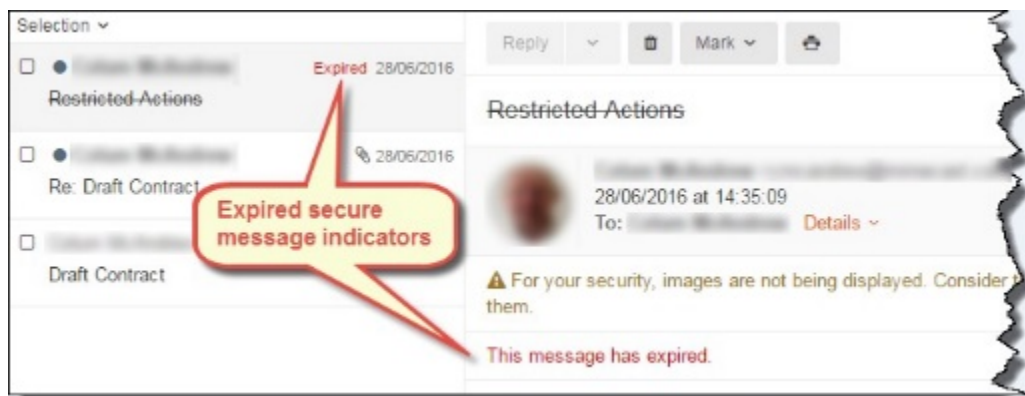 Selection
Expired 28/06/2016
Restricted Actions
28/06/2016
Re: Draft Contract
Draft Contract
Expired secure
message indicators
Reply
Mark
Restricted Actions
28/06/2016 at 14:35:09
To:
Details
For your security, images are not being displayed. Consider
them.
This message has expired.